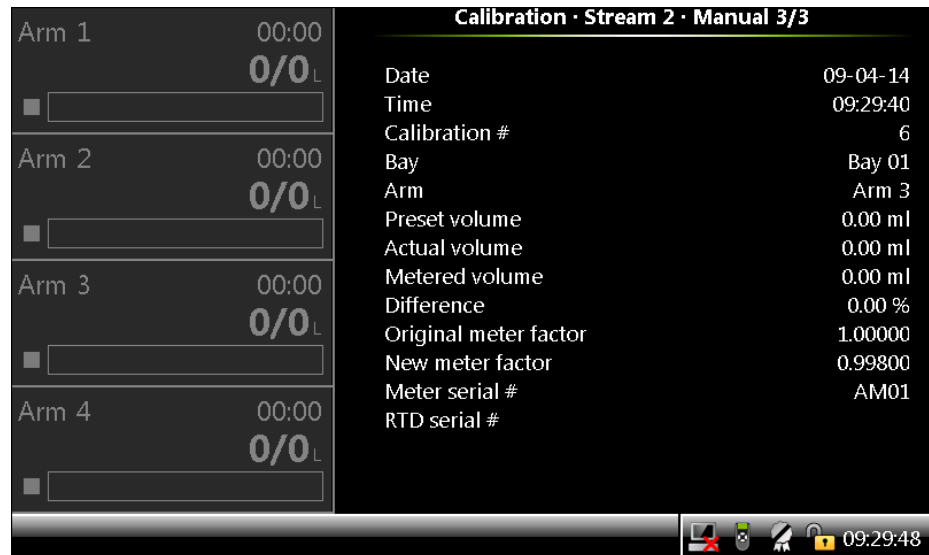 Arm 1 00:00
0/0 L
Arm 2 00:00
0/0 L
Arm 3 00:00
0/0 L
Arm 4 00:00
0/0 L
Calibration · Stream 2 · Manual 3/3
Date 09-04-14
Time 09:29:40
Calibration # 6
Bay Bay 01
Arm Arm 3
Preset volume 0.00 ml
Actual volume 0.00 ml
Metered volume 0.00 ml
Difference 0.00 %
Original meter factor 1.00000
New meter factor 0.99800
Meter serial # AM01
RTD serial #
09:29:48